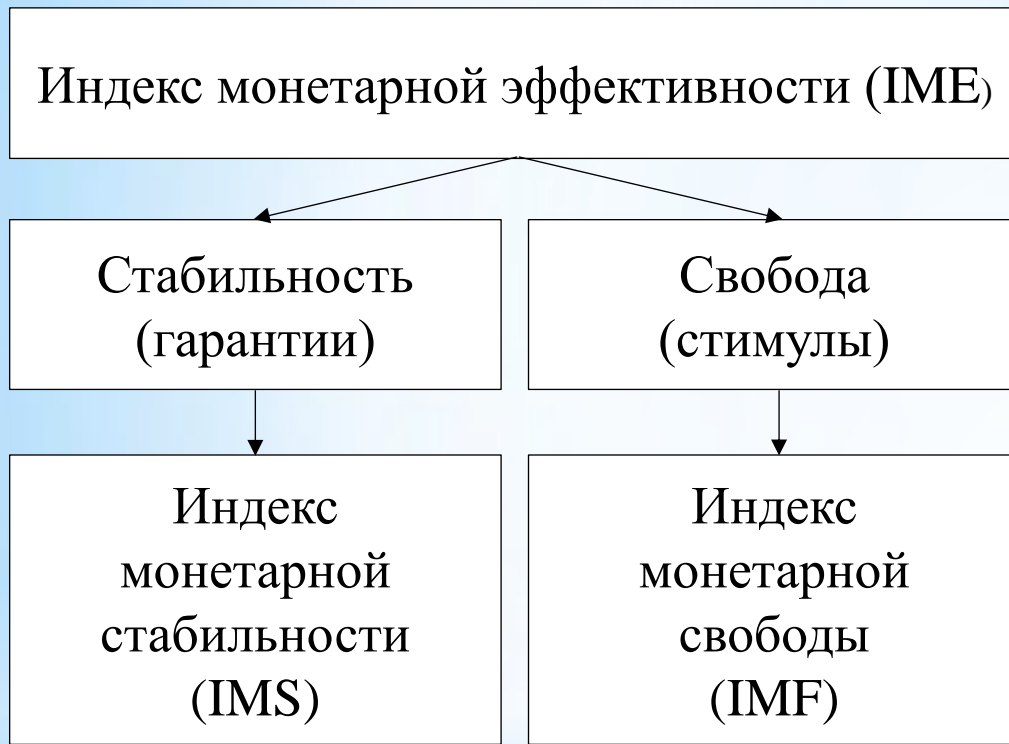 Индекс монетарной эффективности (IME)
Стабильность
(гарантии)
Свобода
(стимулы)
Индекс
монетарной
стабильности
(IMS)
Индекс
монетарной
свободы
(IMF)